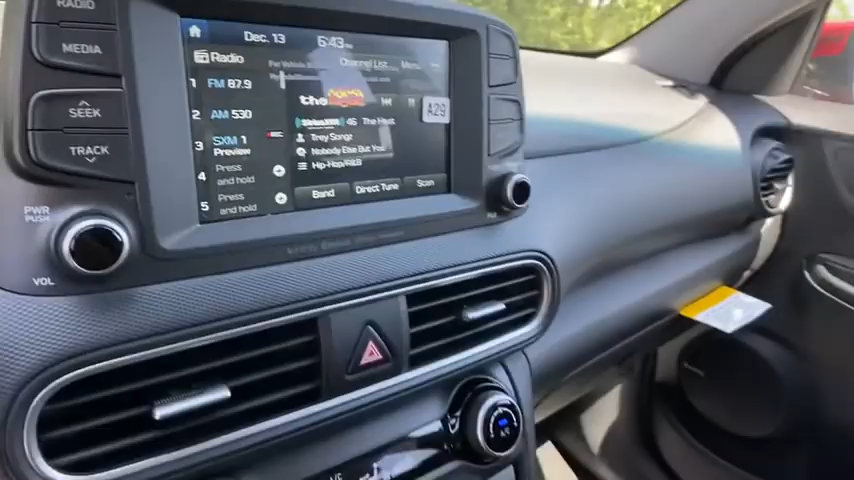 RADIO
MEDIA
SEEK
TRACK
PWR
PUSH
VOL
Dec. 13
6:43
Radio
Channel List
Menu
1 FM 87.9
2 AM 530
3 SXM 1
Preview
4 Press
and (hold)
5 Press
and (hold)
the
SiriusXM 46 The Heat
Trey Songz
Nobody Else But You
Hip-Hop/R&B
Band
Direct Tune
Scan
A29